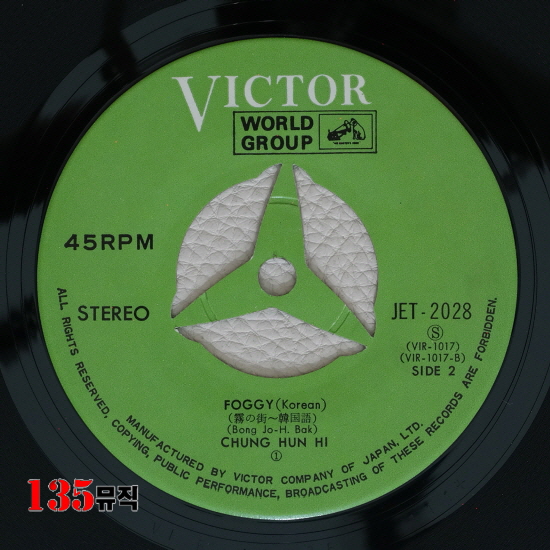 VICTOR
WORLD
GROUP
45RPM
STEREO
JET-2028
Ⓢ
(VIR-1017)
(VIR-1017-B)
SIDE 2
FOGGY(Korean)
(霧の街〜韓国語)
(Bong Jo-H. Bak)
CHUNG HUN HI
①
ALL RIGHTS RESERVED, COPYING, PUBLIC PERFORMANCE, BROADCASTING OF THESE RECORDS ARE FORBIDDEN.
MANUFACTURED BY VICTOR COMPANY OF JAPAN, LTD.
135뮤직